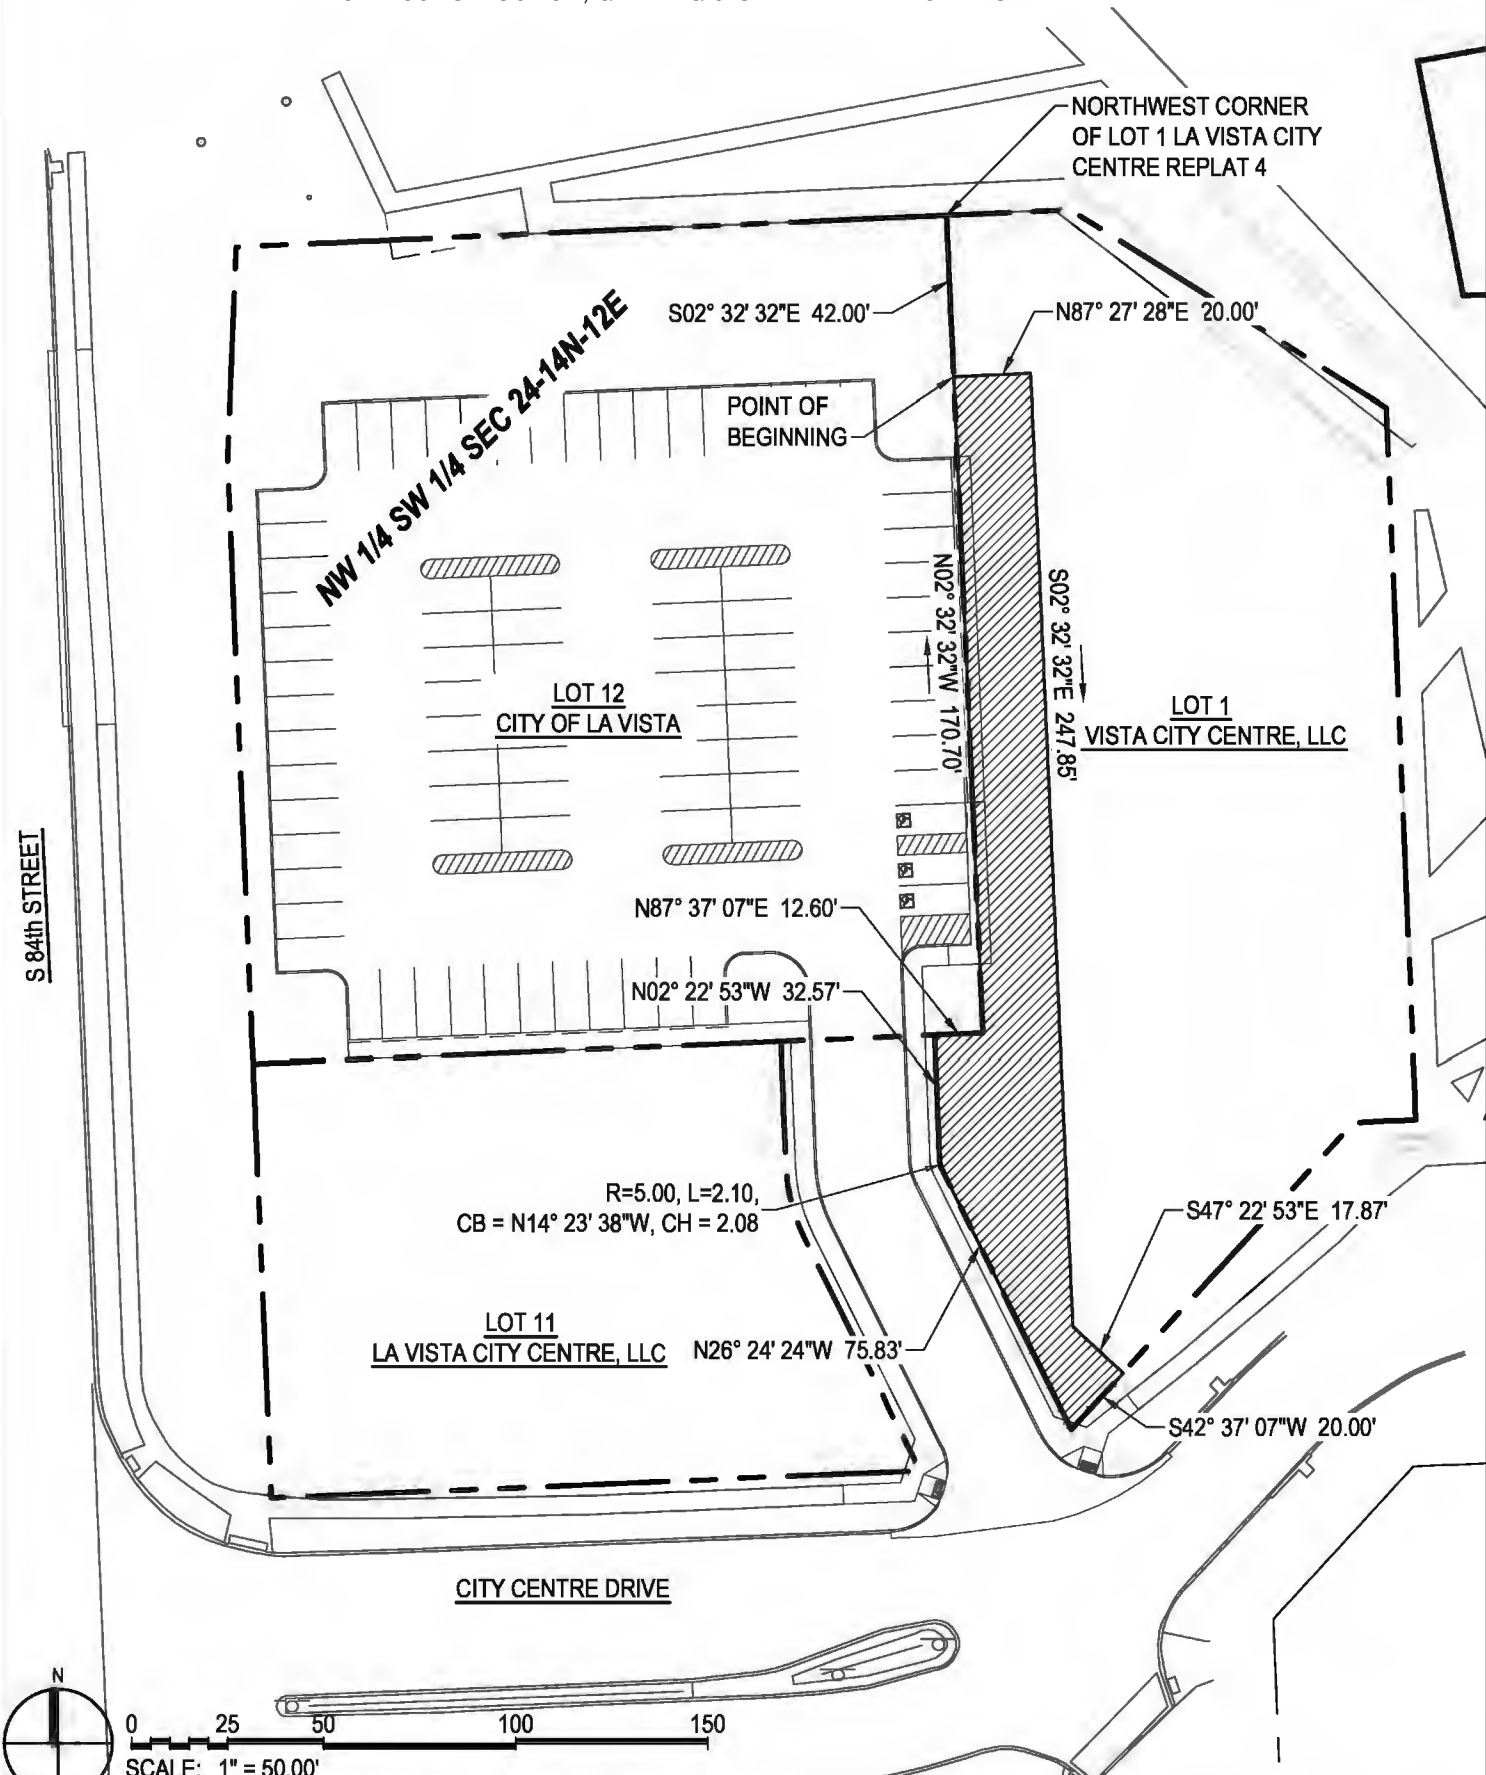 NORTHWEST CORNER
OF LOT 1 LA VISTA CITY
CENTRE REPLAT 4
S02° 32' 32"E 42.00'
N87° 27' 28"E 20.00'
NW 1/4 SW 1/4 SEC 24-14N-12E
POINT OF
BEGINNING
N02° 32' 32"W 170.70'
S02° 32' 32"E 247.85'
LOT 12
CITY OF LA VISTA
LOT 1
VISTA CITY CENTRE, LLC
S 84th STREET
N87° 37' 07"E 12.60'
N02° 22' 53"W 32.57'
R=5.00, L=2.10,
CB = N14° 23' 38"W, CH = 2.08
S47° 22' 53"E 17.87'
LOT 11
LA VISTA CITY CENTRE, LLC
N26° 24' 24"W 75.83'
S42° 37' 07"W 20.00'
CITY CENTRE DRIVE
N
0 25 50 100 150
SCALE: 1" = 50.00'